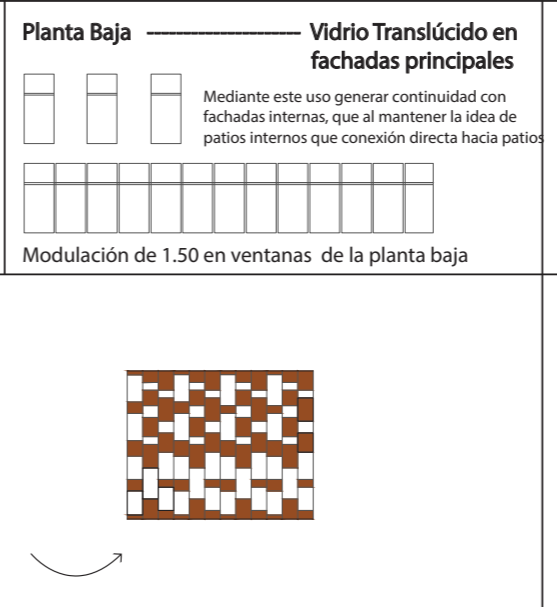 Planta Baja --------------------- Vidrio Translúcido en
fachadas principales
Mediante este uso generar continuidad con
fachadas internas, que al mantener la idea de
patios internos que conexión directa hacia patios
Modulación de 1.50 en ventanas de la planta baja